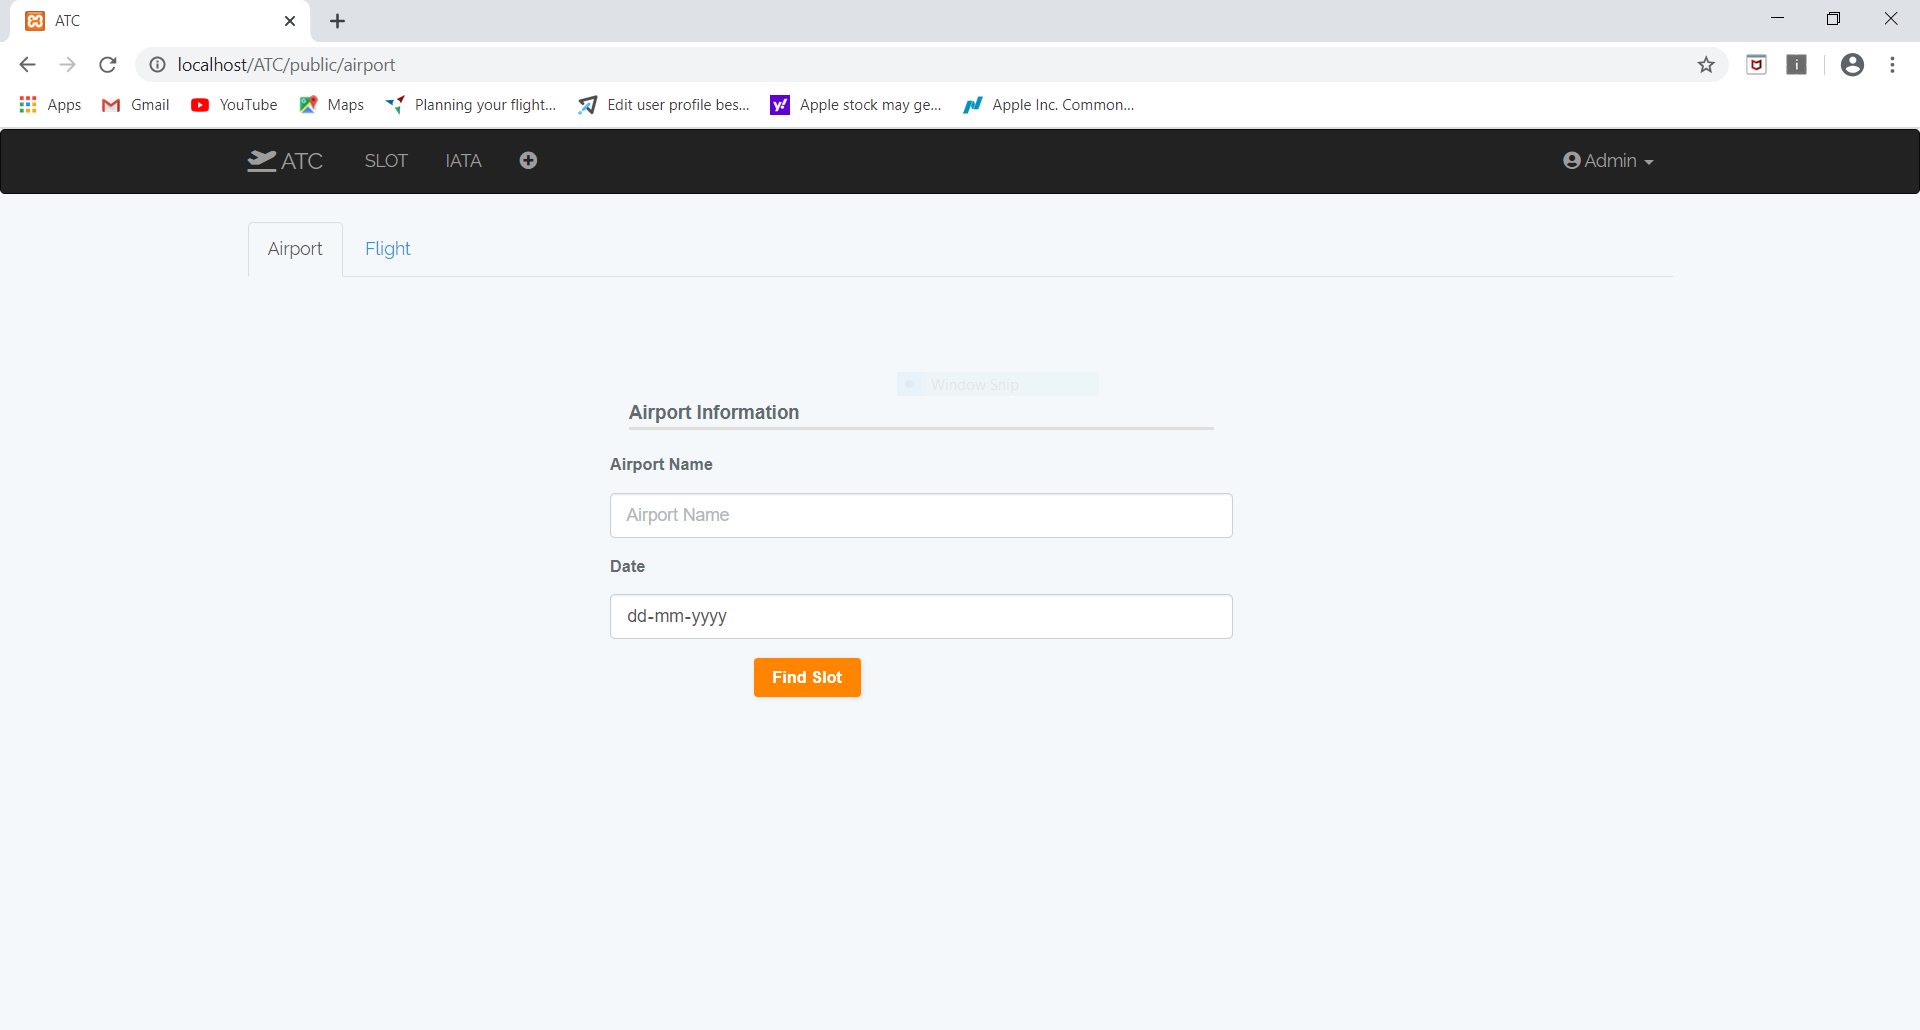 ATC
localhost/ATC/public/airport
Apps Gmail YouTube Maps Planning your flight... Edit user profile bes... Apple stock may ge... Apple Inc. Common...
ATC SLOT IATA Admin
Airport Flight
Window Snip
Airport Information
Airport Name
Airport Name
Date
dd-mm-yyyy
Find Slot